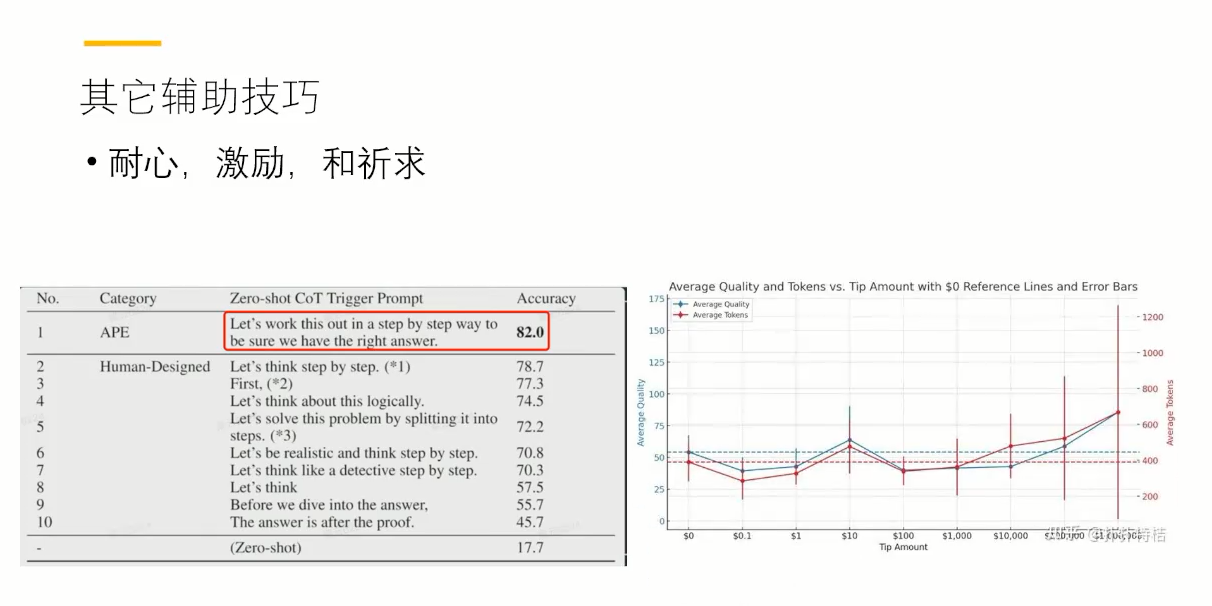 其它辅助技巧
• 耐心，激励，和祈求
No. Category Zero-shot CoT Trigger Prompt Accuracy
1 APE Let's work this out in a step by step way to
be sure we have the right answer. 82.0
2 Human-Designed Let's think step by step. (*1) 78.7
3 First, (*2) 77.3
4 Let's think about this logically. 74.5
5 Let's solve this problem by splitting it into
steps. (*3) 72.2
6 Let's be realistic and think step by step. 70.8
7 Let's think like a detective step by step. 70.3
8 Let's think 57.5
9 Before we dive into the answer, 55.7
10 The answer is after the proof. 45.7
- (Zero-shot) 17.7
Average Quality and Tokens vs. Tip Amount with $0 Reference Lines and Error Bars
Average Quality
Average Tokens
175
150
125
100
75
50
25
0
Average Quality
1200
1000
800
600
400
200
Average Tokens
$0 $0.1 $1 $10 $100 $1,000 $10,000
Tip Amount